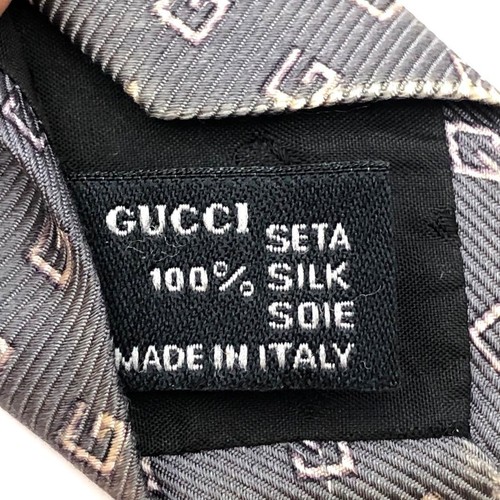 GUCCI SETA
100% SILK
SOIE
MADE IN ITALY